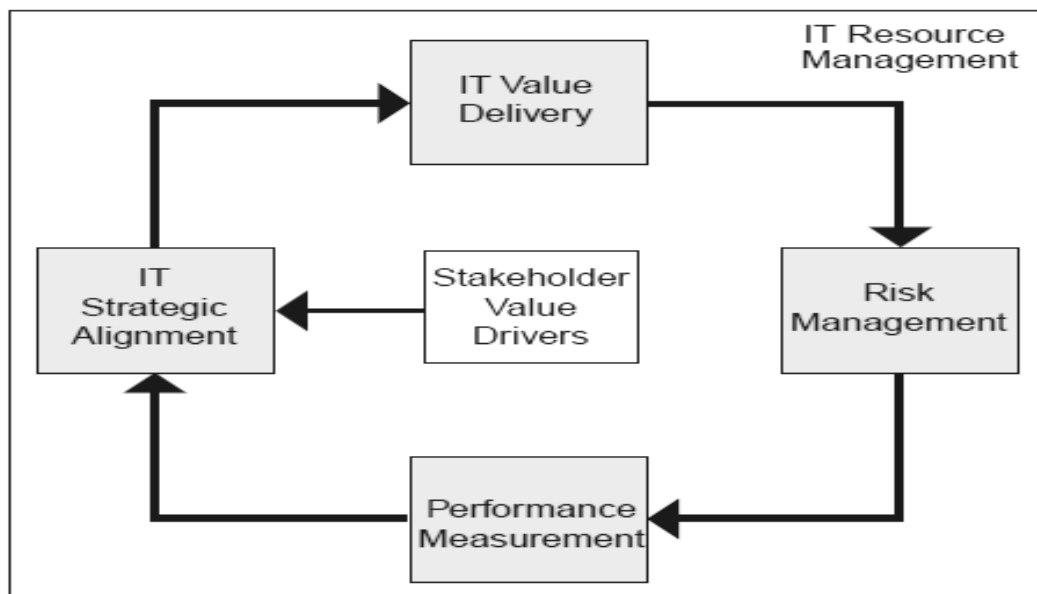 IT Resource
Management
IT Value
Delivery
IT
Strategic
Alignment
Stakeholder
Value
Drivers
Risk
Management
Performance
Measurement